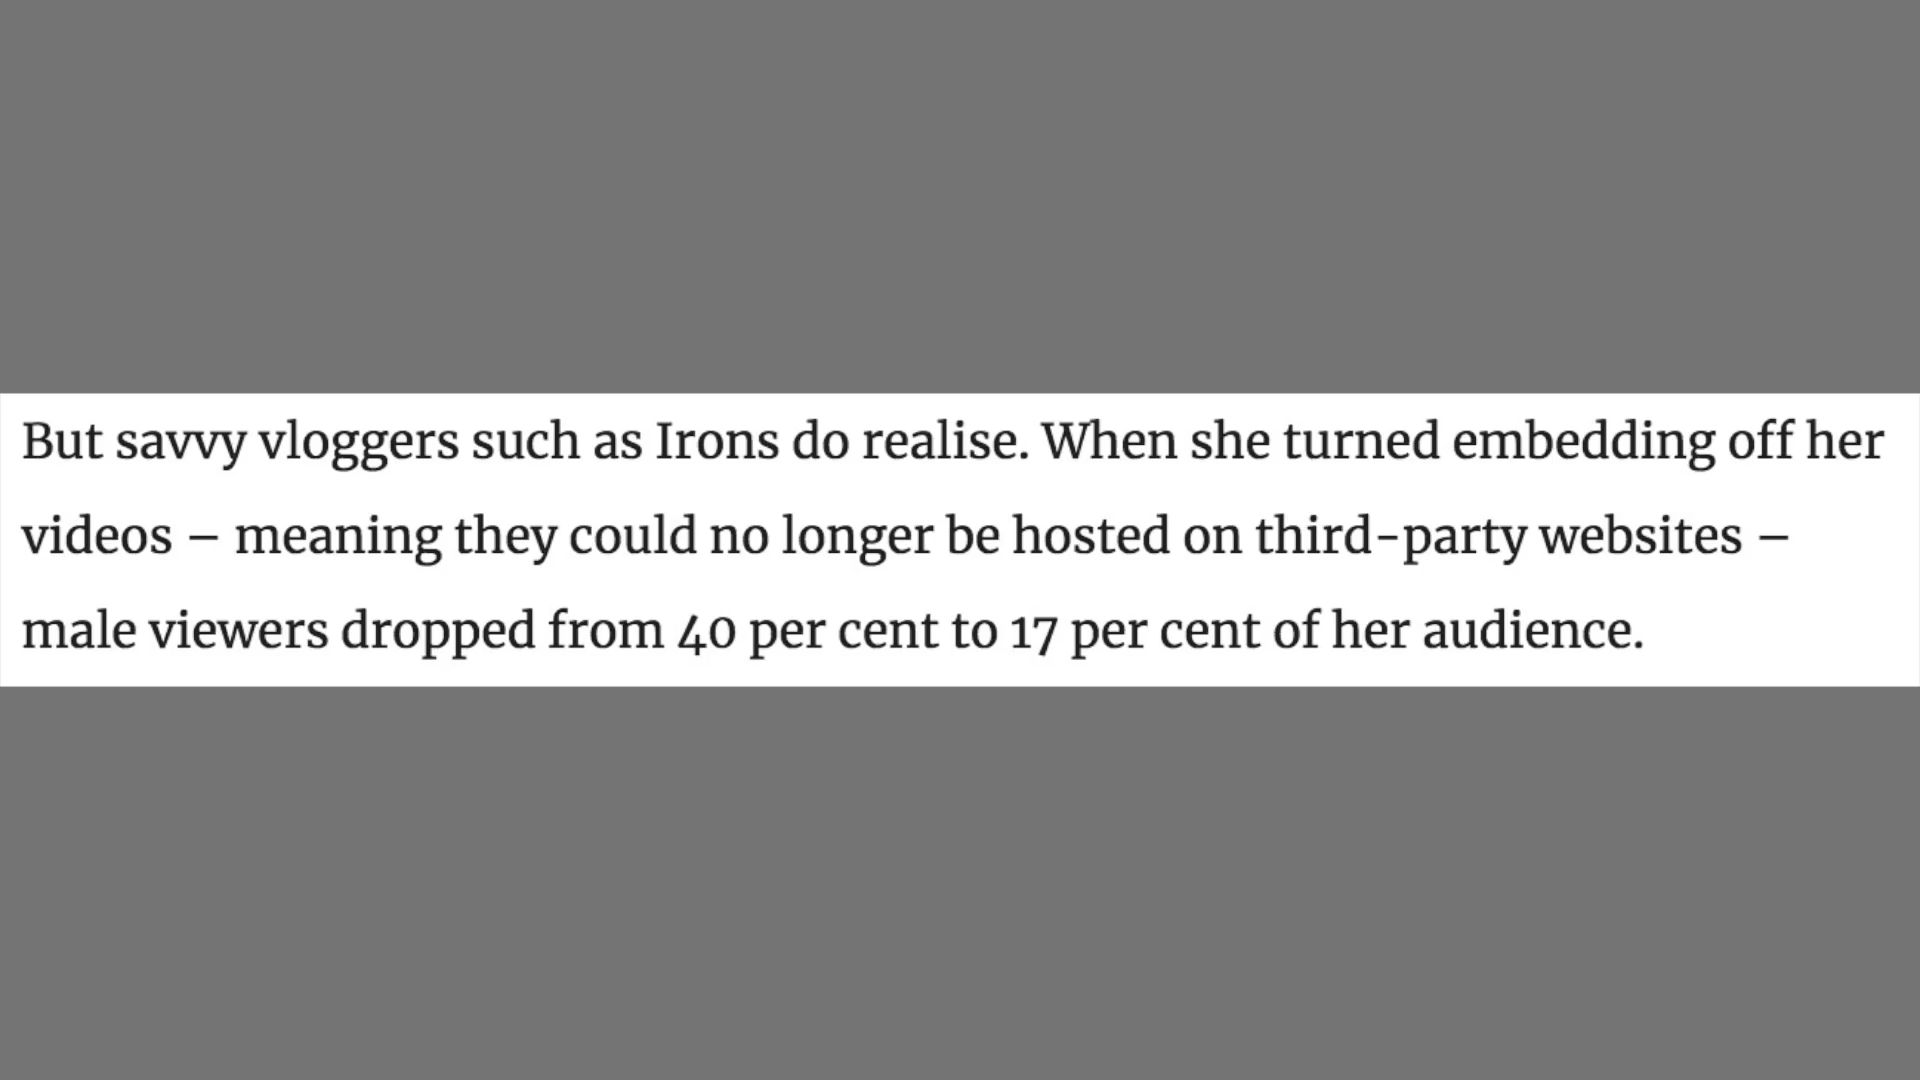 But savvy vloggers such as Irons do realise. When she turned embedding off her
videos – meaning they could no longer be hosted on third-party websites –
male viewers dropped from 40 per cent to 17 per cent of her audience.